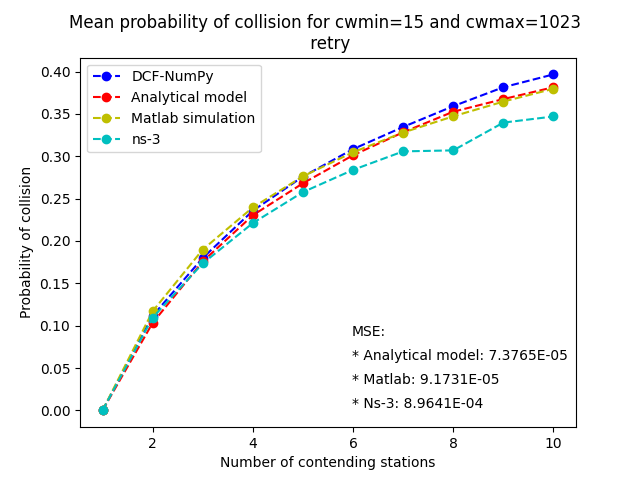 Mean probability of collision for cwmin=15 and cwmax=1023
retry
DCF-NumPy
Analytical model
Matlab simulation
ns-3
Probability of collision
0.40
0.35
0.30
0.25
0.20
0.15
0.10
0.05
0.00
MSE:
* Analytical model: 7.3765E-05
* Matlab: 9.1731E-05
* Ns-3: 8.9641E-04
2 4 6 8 10
Number of contending stations